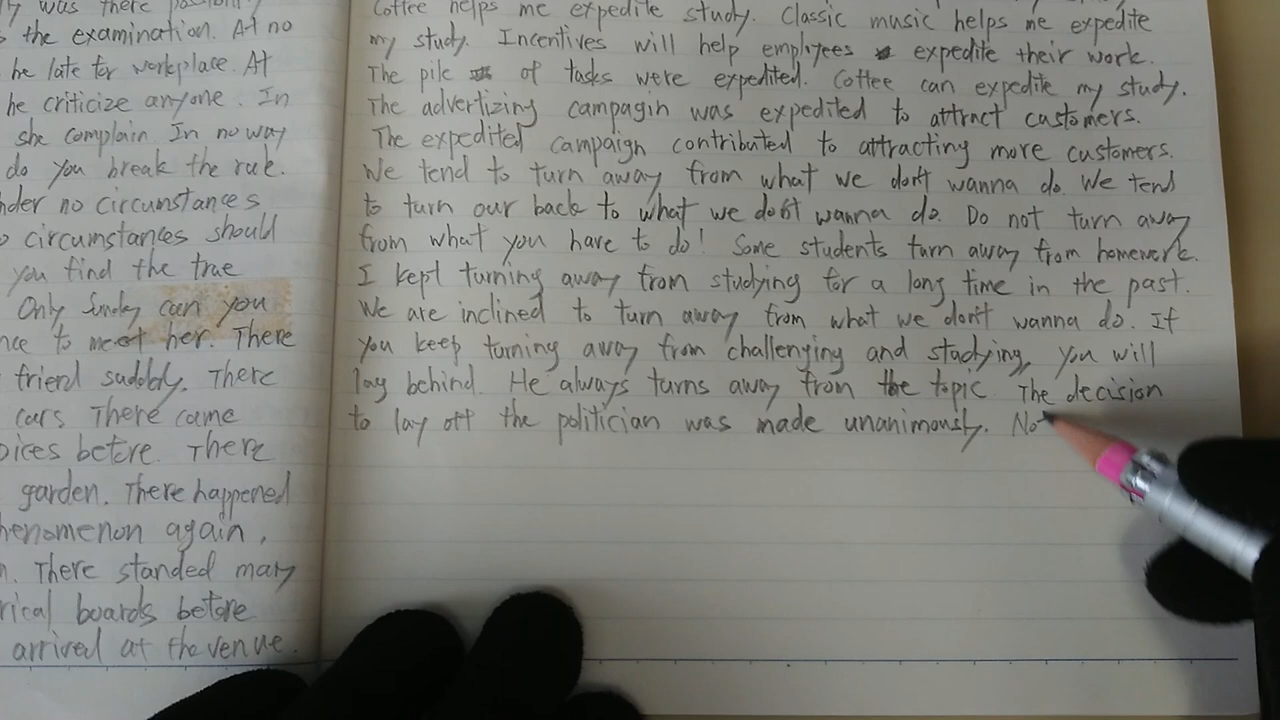 was there
the examination. At no
he late for workplace. At
he criticize anyone. In
she complain In no way
do you break the rule.
nder no circumstances
circumstances should
you find the true
Only Sunday can you
nce to meet her. There
friend suddbly. There
cars There came
oices before. There
garden. There happened
henomenon again,
n. There standed many
rical boards before
arrived at the venue.
Coffee helps me expedite study. Classic music helps me expedite
my study. Incentives will help employees expedite their work.
The pile of tasks were expedited. Coffee can expedite my study.
The advertizing campagin was expedited to attract customers.
The expedited campaign contributed to attracting more customers.
We tend to turn away from what we don't wanna do. We tend
to turn our back to what we don't wanna do. Do not turn away
from what you have to do! Some students turn away from homework.
I kept turning away from studying for a long time in the past.
We are inclined to turn away from what we don't wanna do. If
you keep turning away from challenging and studying, you will
lag behind. He always turns away from the topic The decision
to lay off the politician was made unanimously. No